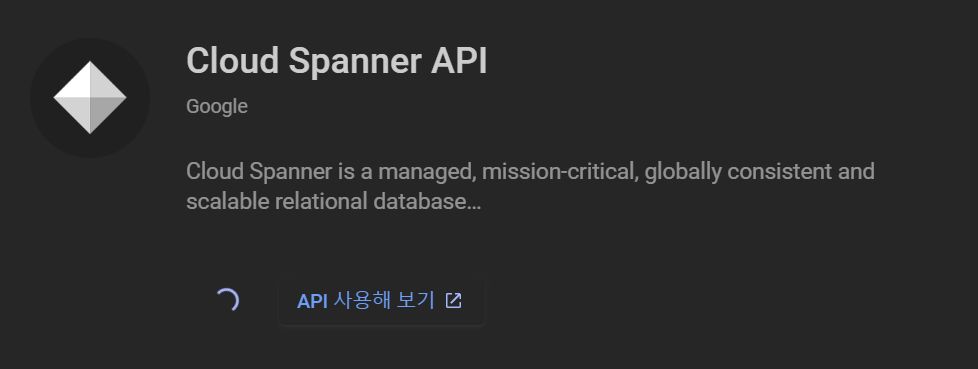 Cloud Spanner API
Google
Cloud Spanner is a managed, mission-critical, globally consistent and
scalable relational database...
API 사용해 보기